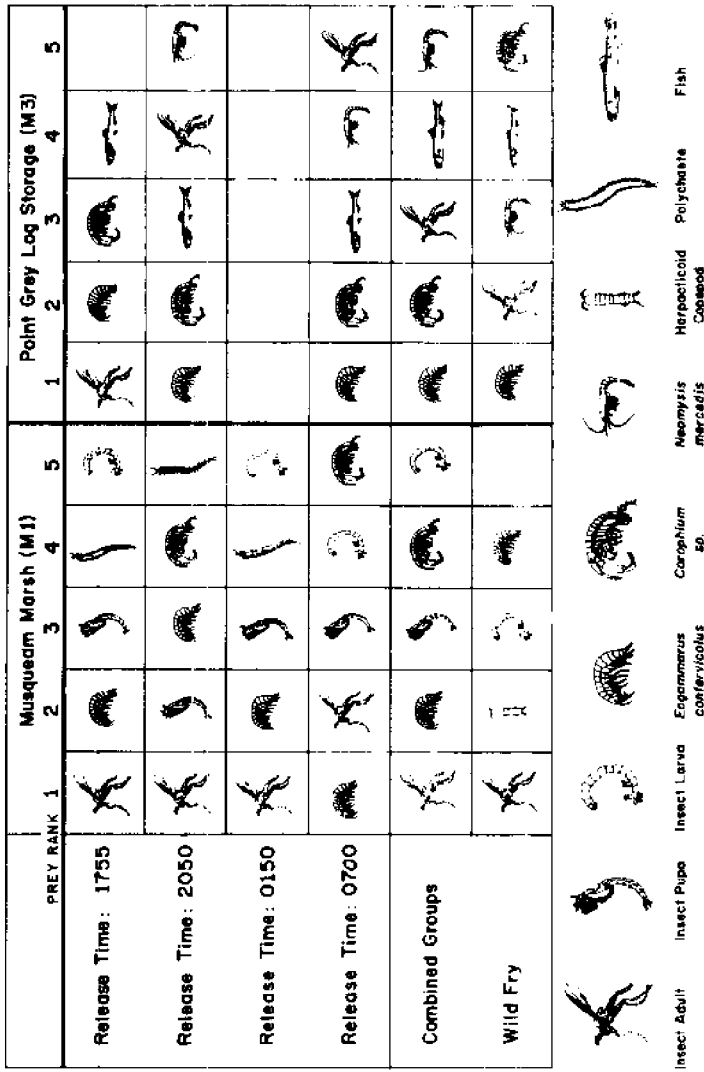 Musqueam Marsh (M1)
Point Grey Log Storage (M3)
PREY RANK 1 2 3 4 5 1 2 3 4 5
Release Time: 1755
Release Time: 2050
Release Time: 0150
Release Time: 0700
Combined Groups
Wild Fry
Insect Adult
Insect Pupa
Insect Larva
Eogammarus
confervicolus
Corophium
sp.
Neomysis
mercedis
Harpacticoid
Copepod
Polychaete
Fish